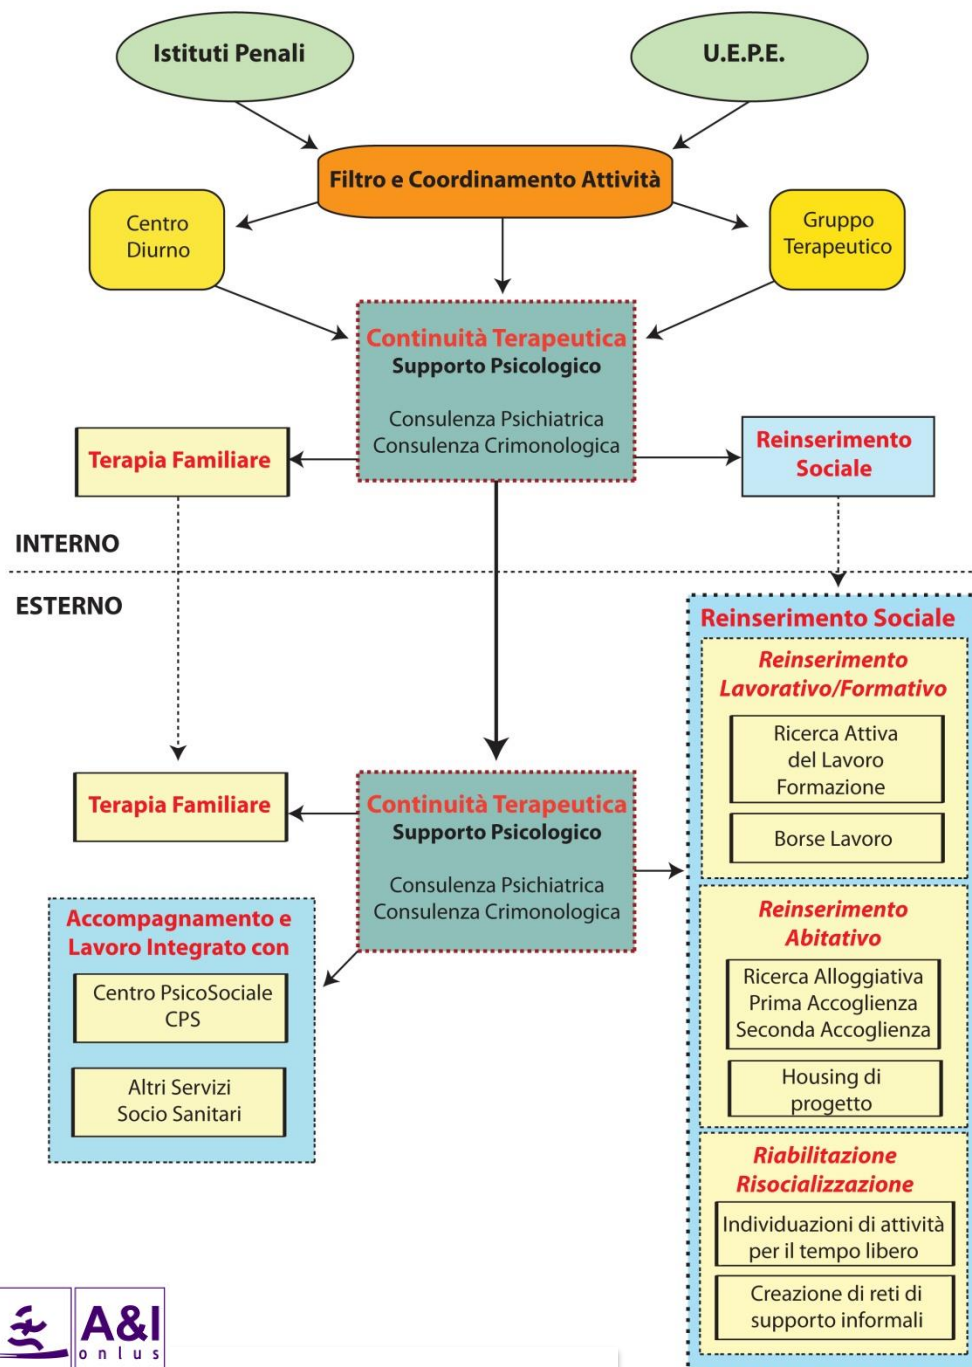 Istituti Penali
U.E.P.E.
Filtro e Coordinamento Attività
Centro
Diurno
Gruppo
Terapeutico
Continuità Terapeutica
Supporto Psicologico
Consulenza Psichiatrica
Consulenza Crimonologica
Terapia Familiare
Reinserimento
Sociale
INTERNO
ESTERNO
Terapia Familiare
Continuità Terapeutica
Supporto Psicologico
Consulenza Psichiatrica
Consulenza Crimonologica
Accompagnamento e
Lavoro Integrato con
Centro PsicoSociale
CPS
Altri Servizi
Socio Sanitari
Reinserimento Sociale
Reinserimento
Lavorativo/Formativo
Ricerca Attiva
del Lavoro
Formazione
Borse Lavoro
Reinserimento
Abitativo
Ricerca Alloggiativa
Prima Accoglienza
Seconda Accoglienza
Housing di
progetto
Riabilitazione
Risocializzazione
Individuazioni di attività
per il tempo libero
Creazione di reti di
supporto informali
A&I
onlus